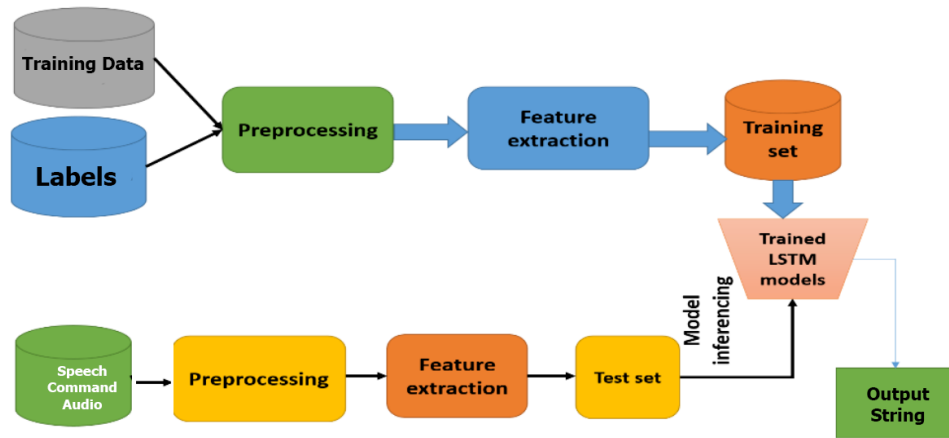 Training Data
Labels
Preprocessing
Feature
extraction
Training
set
Trained
LSTM
models
Model
inferencing
Speech
Command
Audio
Preprocessing
Feature
extraction
Test set
Output
String